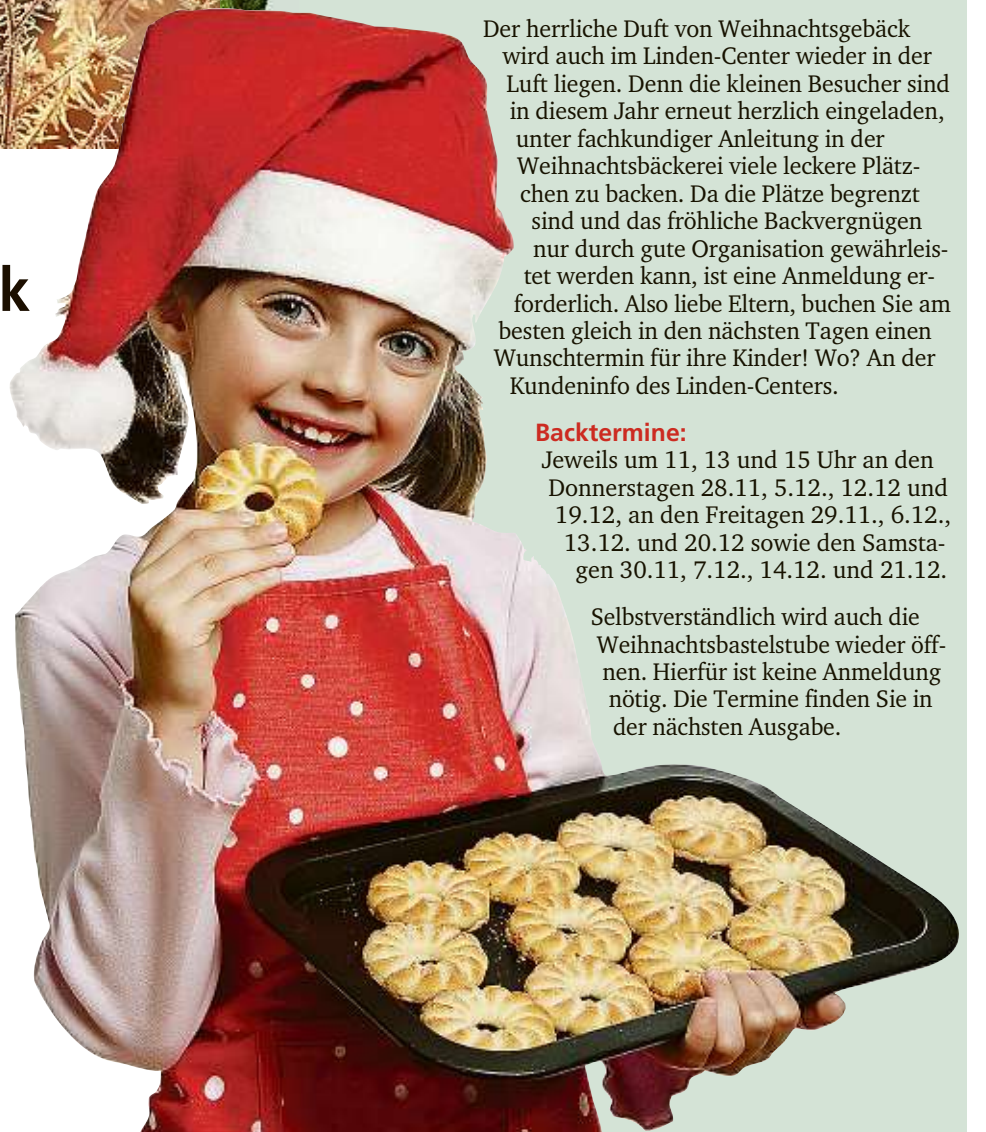 k
Der herrliche Duft von Weihnachtsgebäck
wird auch im Linden-Center wieder in der
Luft liegen. Denn die kleinen Besucher sind
in diesem Jahr erneut herzlich eingeladen,
unter fachkundiger Anleitung in der
Weihnachtsbäckerei viele leckere Plätz-
chen zu backen. Da die Plätze begrenzt
sind und das fröhliche Backvergnügen
nur durch gute Organisation gewährleis-
tet werden kann, ist eine Anmeldung er-
forderlich. Also liebe Eltern, buchen Sie am
besten gleich in den nächsten Tagen einen
Wunschtermin für ihre Kinder! Wo? An der
Kundeninfo des Linden-Centers.
Backtermine:
Jeweils um 11, 13 und 15 Uhr an den
Donnerstagen 28.11, 5.12., 12.12 und
19.12, an den Freitagen 29.11., 6.12.,
13.12. und 20.12 sowie den Samsta-
gen 30.11, 7.12., 14.12. und 21.12.
Selbstverständlich wird auch die
Weihnachtsbastelstube wieder öff-
nen. Hierfür ist keine Anmeldung
nötig. Die Termine finden Sie in
der nächsten Ausgabe.